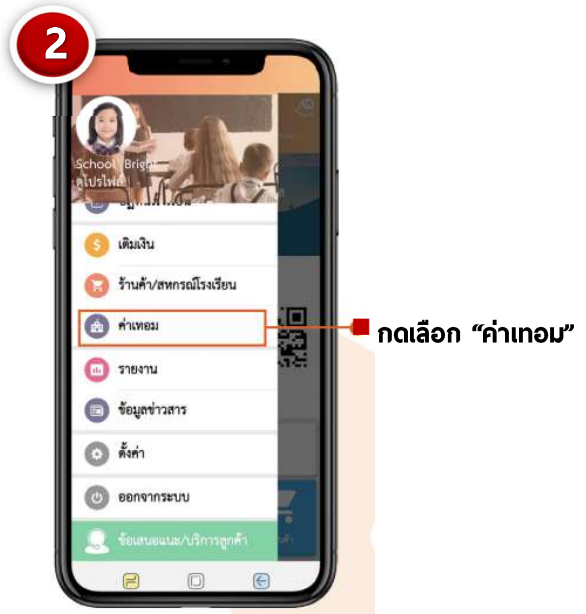 2
School Bright
ดูโปรไฟล์
เติมเงิน
ร้านค้า/สหกรณ์โรงเรียน
ค่าเทอม
กดเลือก “ค่าเทอม”
รายงาน
ข้อมูลข่าวสาร
ตั้งค่า
ออกจากระบบ
ข้อเสนอแนะ/บริการลูกค้า